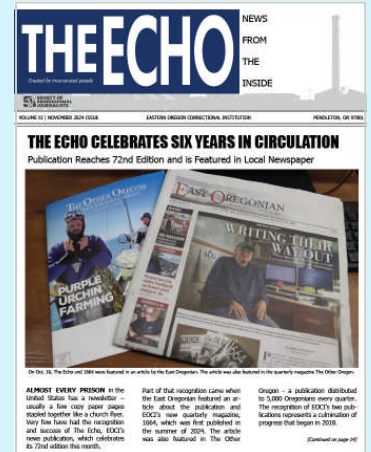 THE ECHO
Created by incarcerated people
NEWS
FROM
THE
INSIDE
SOCIETY OF
PROFESSIONAL
JOURNALISTS
VOLUME XI | NOVEMBER 2024 ISSUE EASTERN OREGON CORRECTIONAL INSTITUTION PENDLETON, OR 97801
THE ECHO CELEBRATES SIX YEARS IN CIRCULATION
Publication Reaches 72nd Edition and is Featured in Local Newspaper
THE OTHER OREGON
PURPLE
URCHIN
FARMING
EAST OREGONIAN
WRITING THEIR
WAY OUT
On Oct. 16, The Echo and 1664 were featured in an article by the East Oregonian. The article was also featured in the quarterly magazine The Other Oregon.
ALMOST EVERY PRISON in the
United States has a newsletter –
usually a few copy paper pages
stapled together like a church flyer.
Very few have had the recognition
and success of The Echo, EOCI's
news publication, which celebrates
its 72nd edition this month.
Part of that recognition came when
the East Oregonian featured an ar-
ticle about the publication and
EOCI's new quarterly magazine,
1664, which was first published in
the summer of 2024. The article
was also featured in The Other
Oregon – a publication distributed
to 5,000 Oregonians every quarter.
The recognition of EOCI's two pub-
lications represents a culmination of
progress that began in 2018.